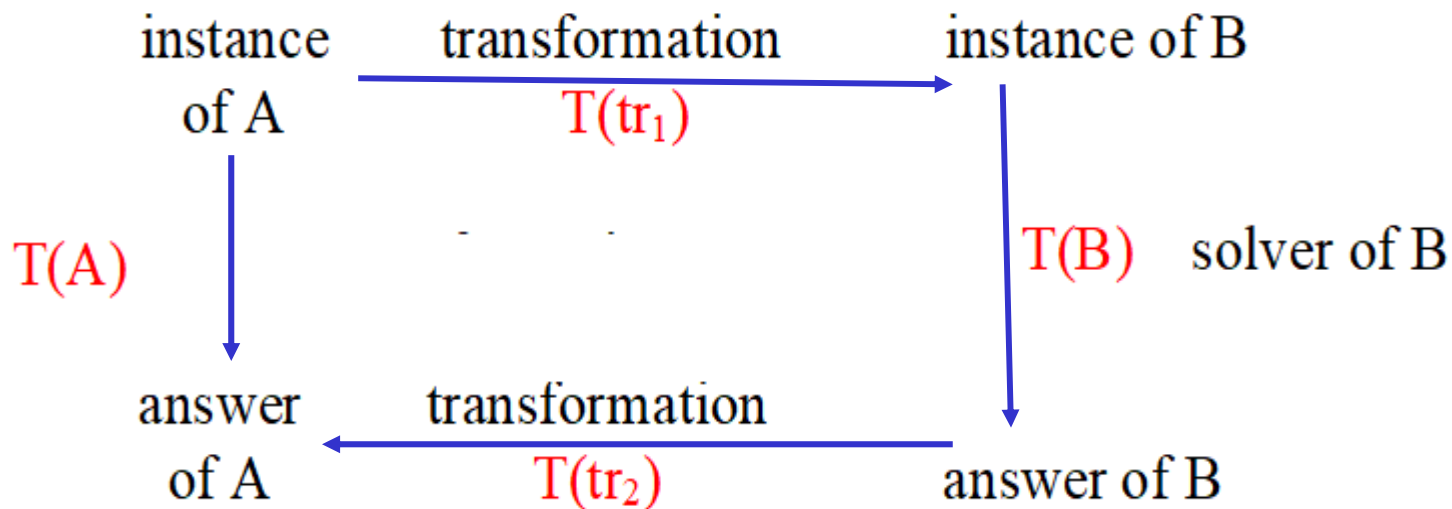 instance transformation instance of B
of A T(tr₁)
T(A) T(B) solver of B
answer transformation
of A T(tr₂) answer of B